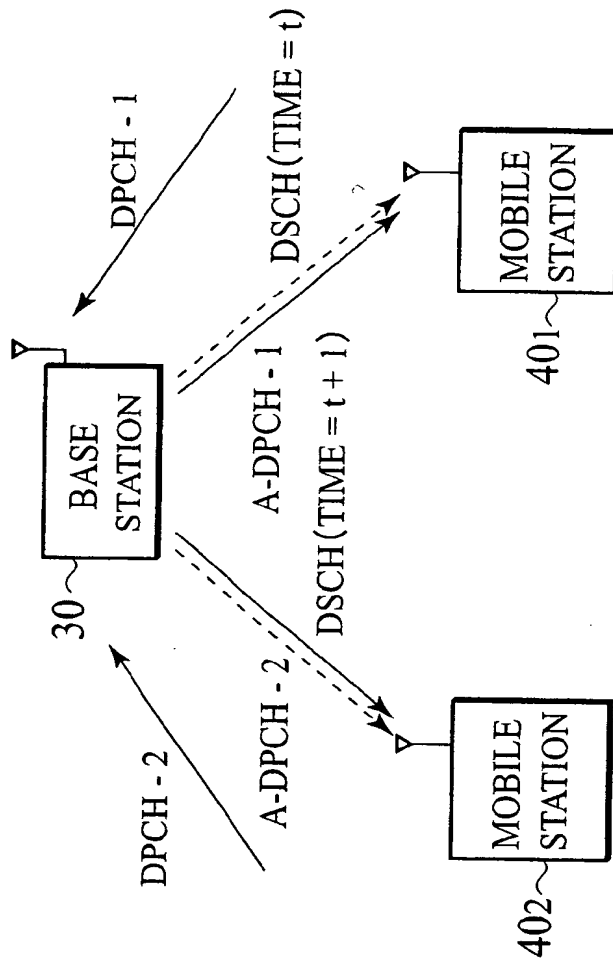 DPCH - 1
DSCH (TIME = t)
BASE
STATION
30
A-DPCH - 1
DSCH (TIME = t + 1)
DPCH - 2
A-DPCH - 2
MOBILE
STATION
401
MOBILE
STATION
402